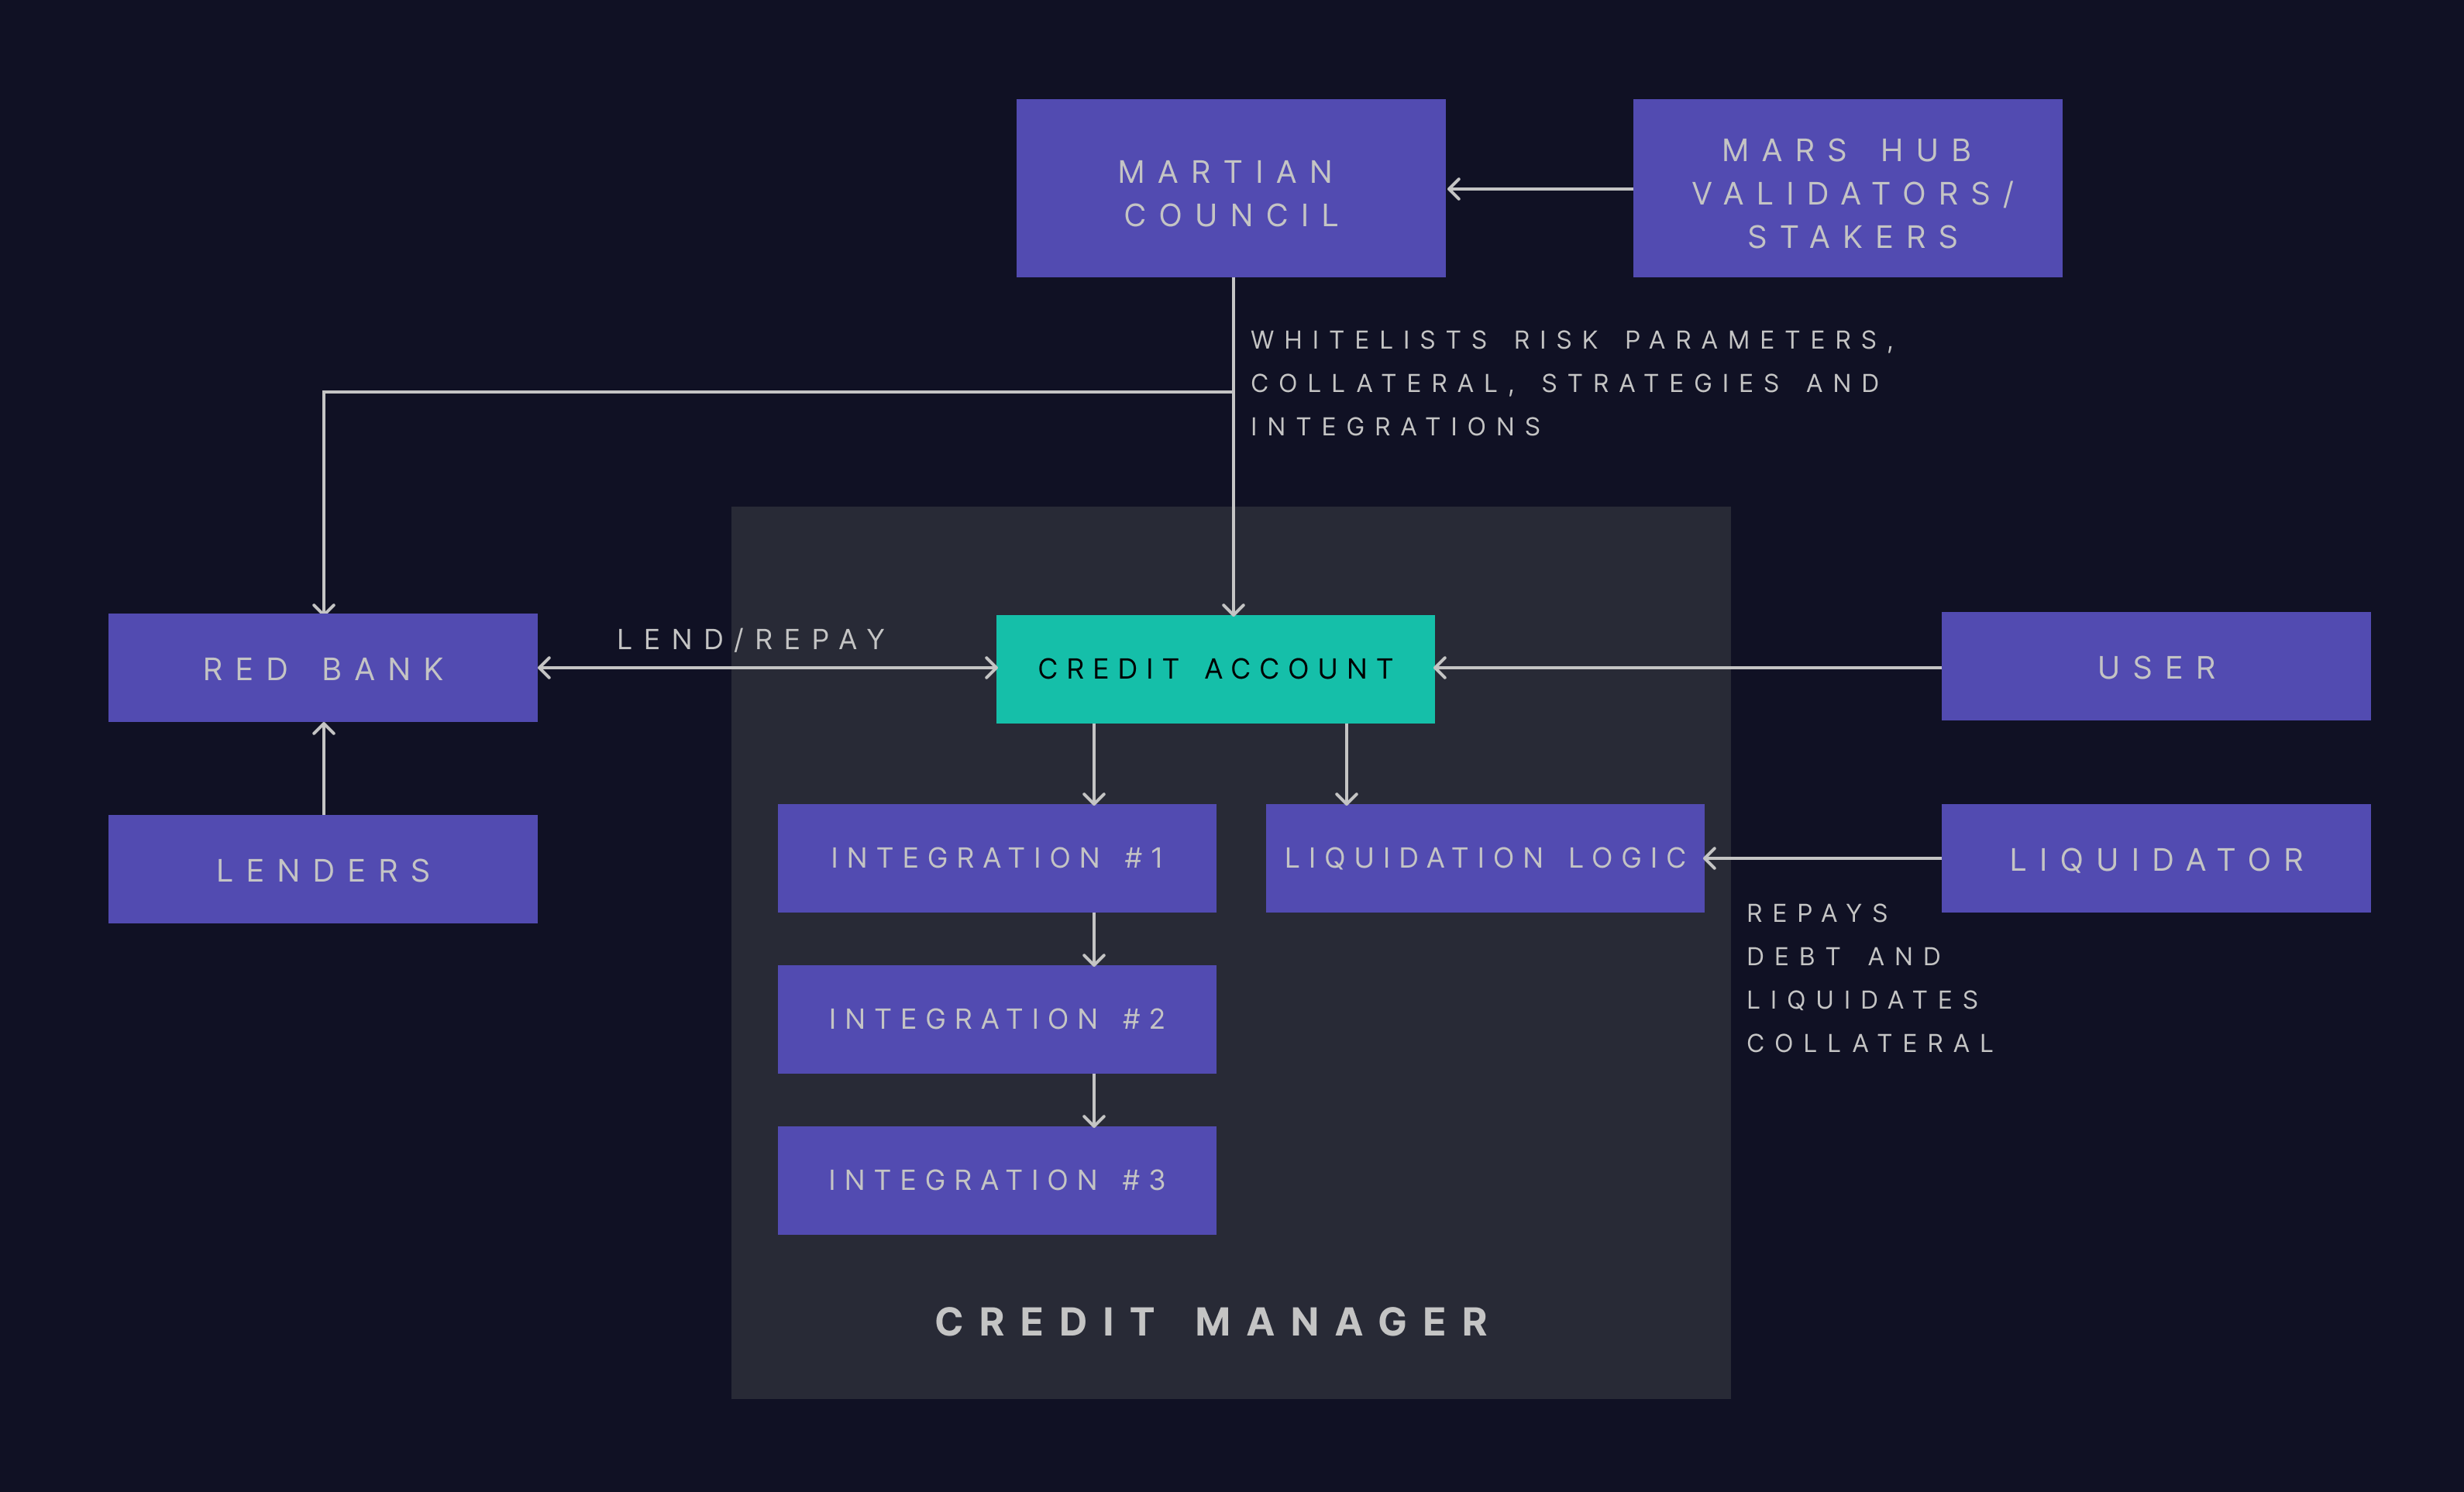 MARTIAN
COUNCIL
MARS HUB
VALIDATORS/
STAKERS
WHITELISTS RISK PARAMETERS,
COLLATERAL, STRATEGIES AND
INTEGRATIONS
RED BANK
LEND/REPAY
CREDIT ACCOUNT
USER
LENDERS
INTEGRATION #1
LIQUIDATION LOGIC
LIQUIDATOR
REPAYS
DEBT AND
LIQUIDATES
COLLATERAL
INTEGRATION #2
INTEGRATION #3
CREDIT MANAGER